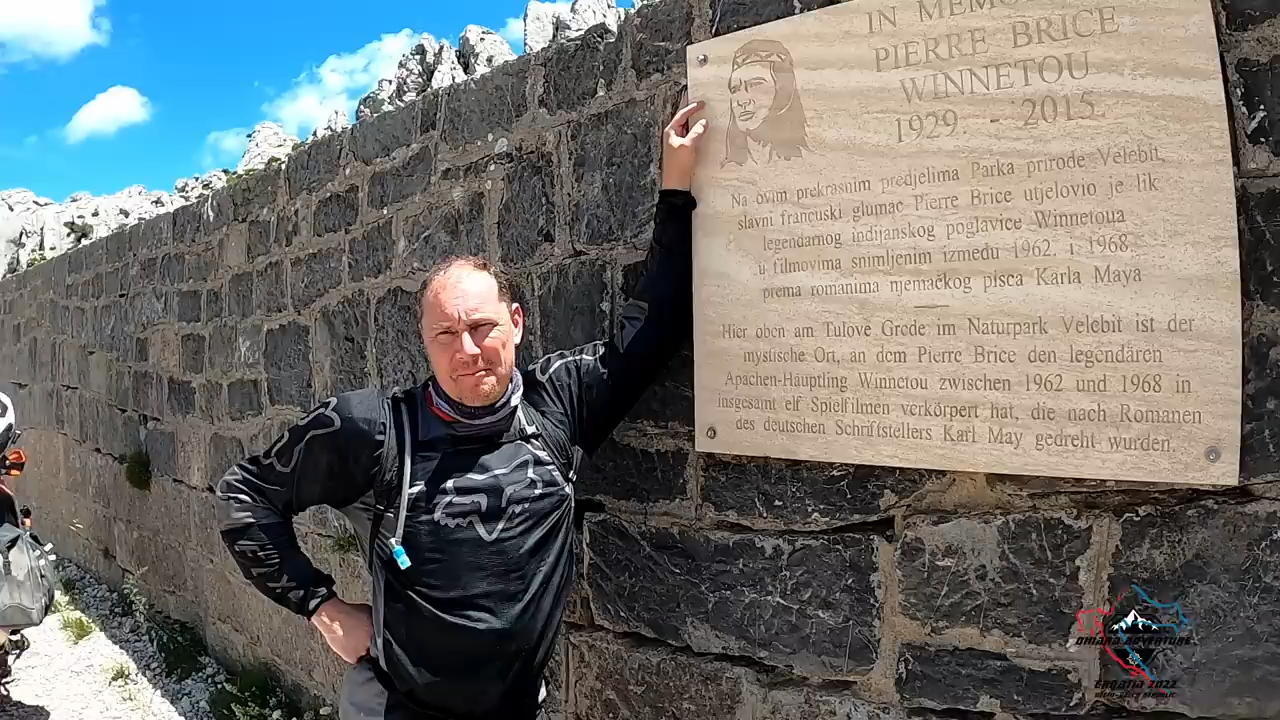 IN MEMO
PIERRE BRICE
WINNETOU
1929. - 2015.
Na ovim prekrasnim predjelima Parka prirode Velebit,
slavni francuski glumac Pierre Brice utjelovio je lik
legendarnog indijanskog poglavice Winnetoua
u filmovima snimljenim između 1962. i 1968.
prema romanima njemačkog pisca Karla Maya
Hier oben am Tulove Grede im Naturpark Velebit ist der
mystische Ort, an dem Pierre Brice den legendären
Apachen-Häuptling Winnetou zwischen 1962 und 1968 in
insgesamt elf Spielfilmen verkörpert hat, die nach Romanen
des deutschen Schriftstellers Karl May gedreht wurden.
DRINAS ADVENTURE
CROATIA 2022